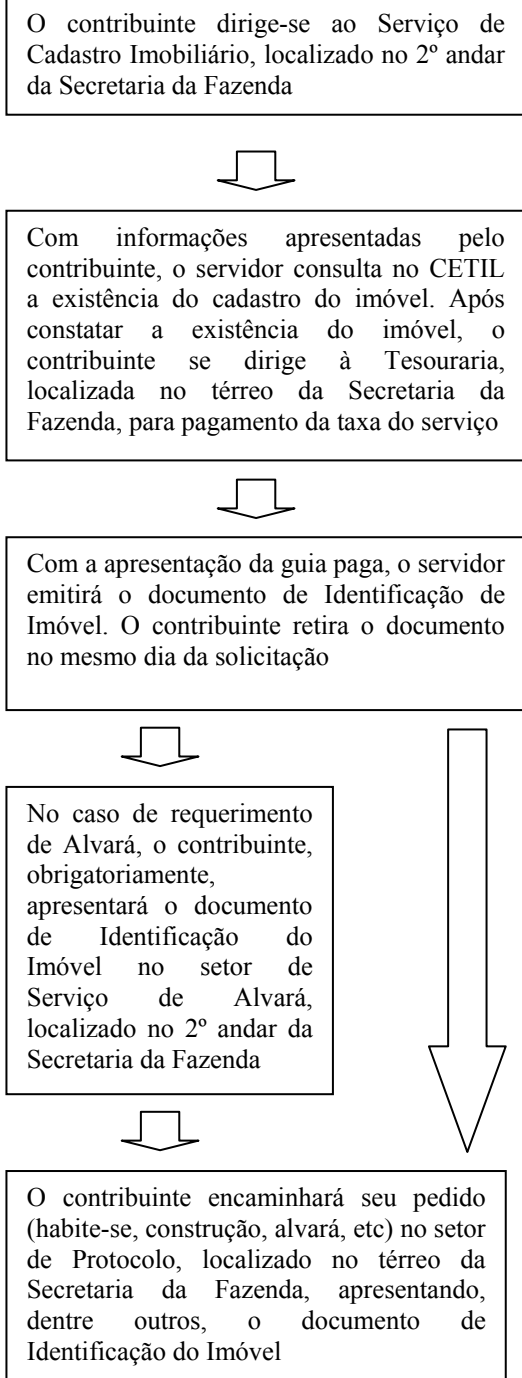 O contribuinte dirige-se ao Serviço de
Cadastro Imobiliário, localizado no 2º andar
da Secretaria da Fazenda
Com informações apresentadas pelo
contribuinte, o servidor consulta no CETIL
a existência do cadastro do imóvel. Após
constatar a existência do imóvel, o
contribuinte se dirige à Tesouraria,
localizada no térreo da Secretaria da
Fazenda, para pagamento da taxa do serviço
Com a apresentação da guia paga, o servidor
emitirá o documento de Identificação de
Imóvel. O contribuinte retira o documento
no mesmo dia da solicitação
No caso de requerimento
de Alvará, o contribuinte,
obrigatoriamente,
apresentará o documento
de Identificação do
Imóvel no setor de
Serviço de Alvará,
localizado no 2º andar da
Secretaria da Fazenda
O contribuinte encaminhará seu pedido
(habite-se, construção, alvará, etc) no setor
de Protocolo, localizado no térreo da
Secretaria da Fazenda, apresentando,
dentre outros, o documento de
Identificação do Imóvel